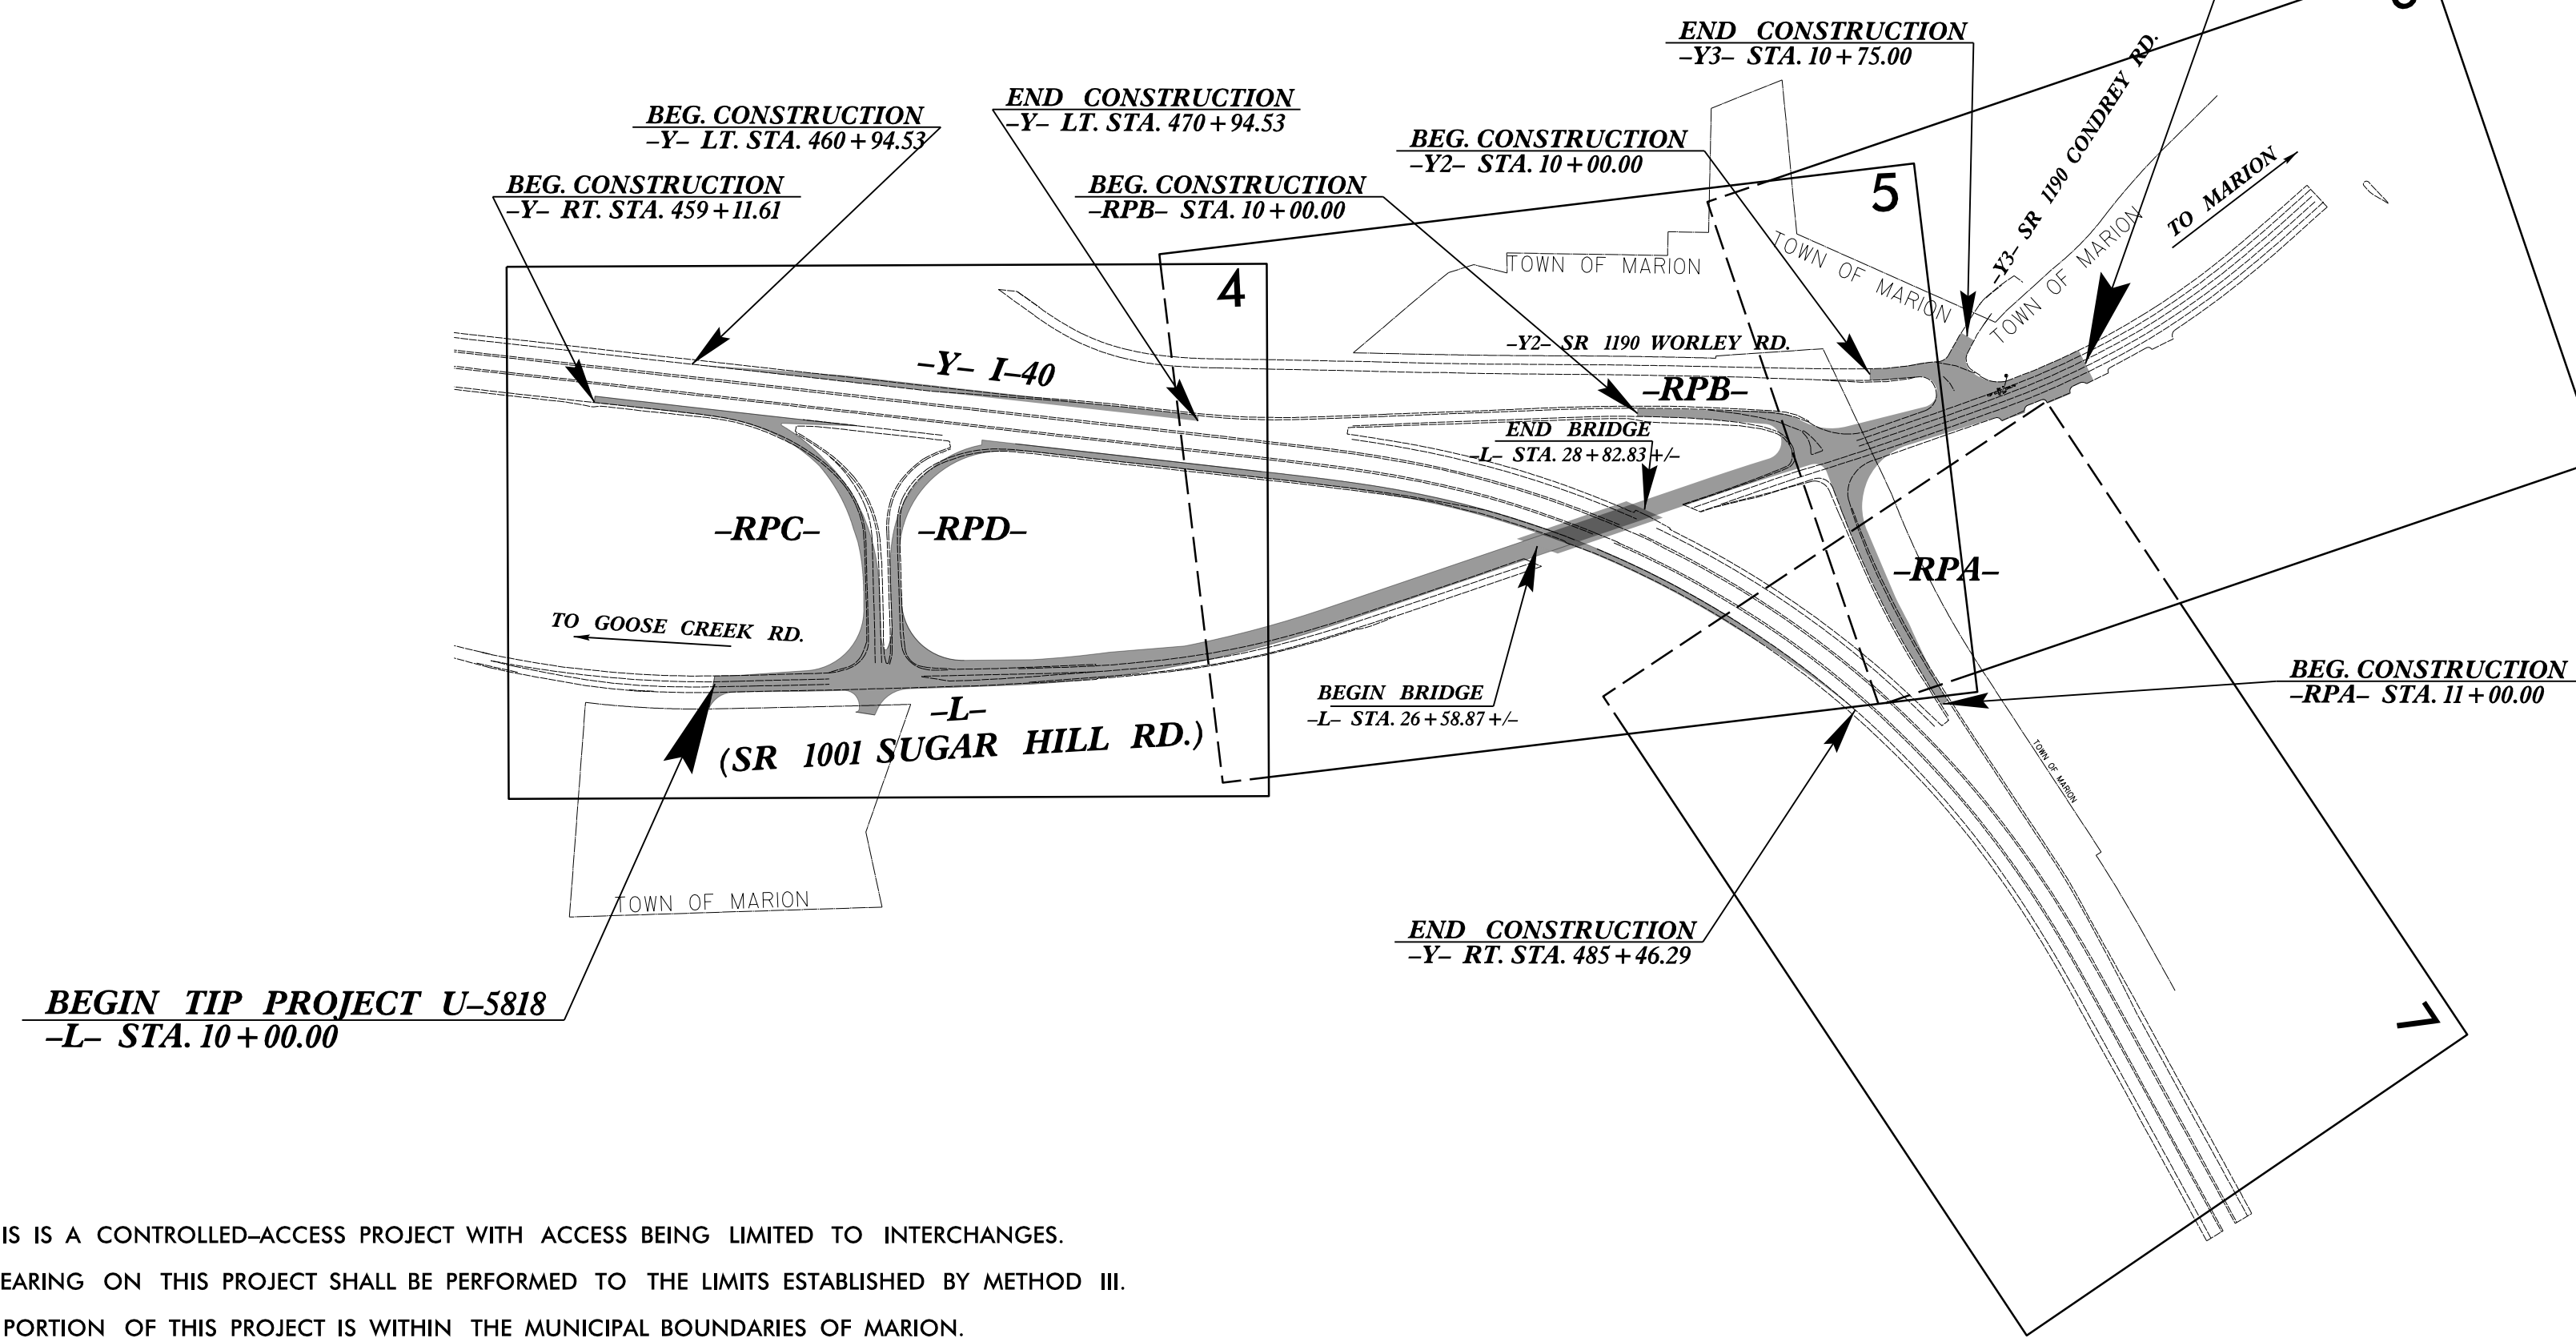 END CONSTRUCTION
–Y3– STA. 10+75.00
BEG. CONSTRUCTION
–Y– LT. STA. 460+94.53
END CONSTRUCTION
–Y– LT. STA. 470+94.53
BEG. CONSTRUCTION
–Y2– STA. 10+00.00
BEG. CONSTRUCTION
–Y– RT. STA. 459+11.61
BEG. CONSTRUCTION
–RPB– STA. 10+00.00
–Y3– SR 1190 CONDREY RD.
TO MARION
5
4
TOWN OF MARION
TOWN OF MARION
TOWN OF MARION
–Y2– SR 1190 WORLEY RD.
–Y– I–40
–RPB–
END BRIDGE
–L– STA. 28+82.83+/–
–RPC–
–RPD–
–RPA–
TO GOOSE CREEK RD.
BEGIN BRIDGE
–L– STA. 26+58.87+/–
BEG. CONSTRUCTION
–RPA– STA. 11+00.00
–L–
(SR 1001 SUGAR HILL RD.)
TOWN OF MARION
TOWN OF MARION
END CONSTRUCTION
–Y– RT. STA. 485+46.29
BEGIN TIP PROJECT U–5818
–L– STA. 10+00.00
7
IS IS A CONTROLLED–ACCESS PROJECT WITH ACCESS BEING LIMITED TO INTERCHANGES.
EARING ON THIS PROJECT SHALL BE PERFORMED TO THE LIMITS ESTABLISHED BY METHOD III.
PORTION OF THIS PROJECT IS WITHIN THE MUNICIPAL BOUNDARIES OF MARION.